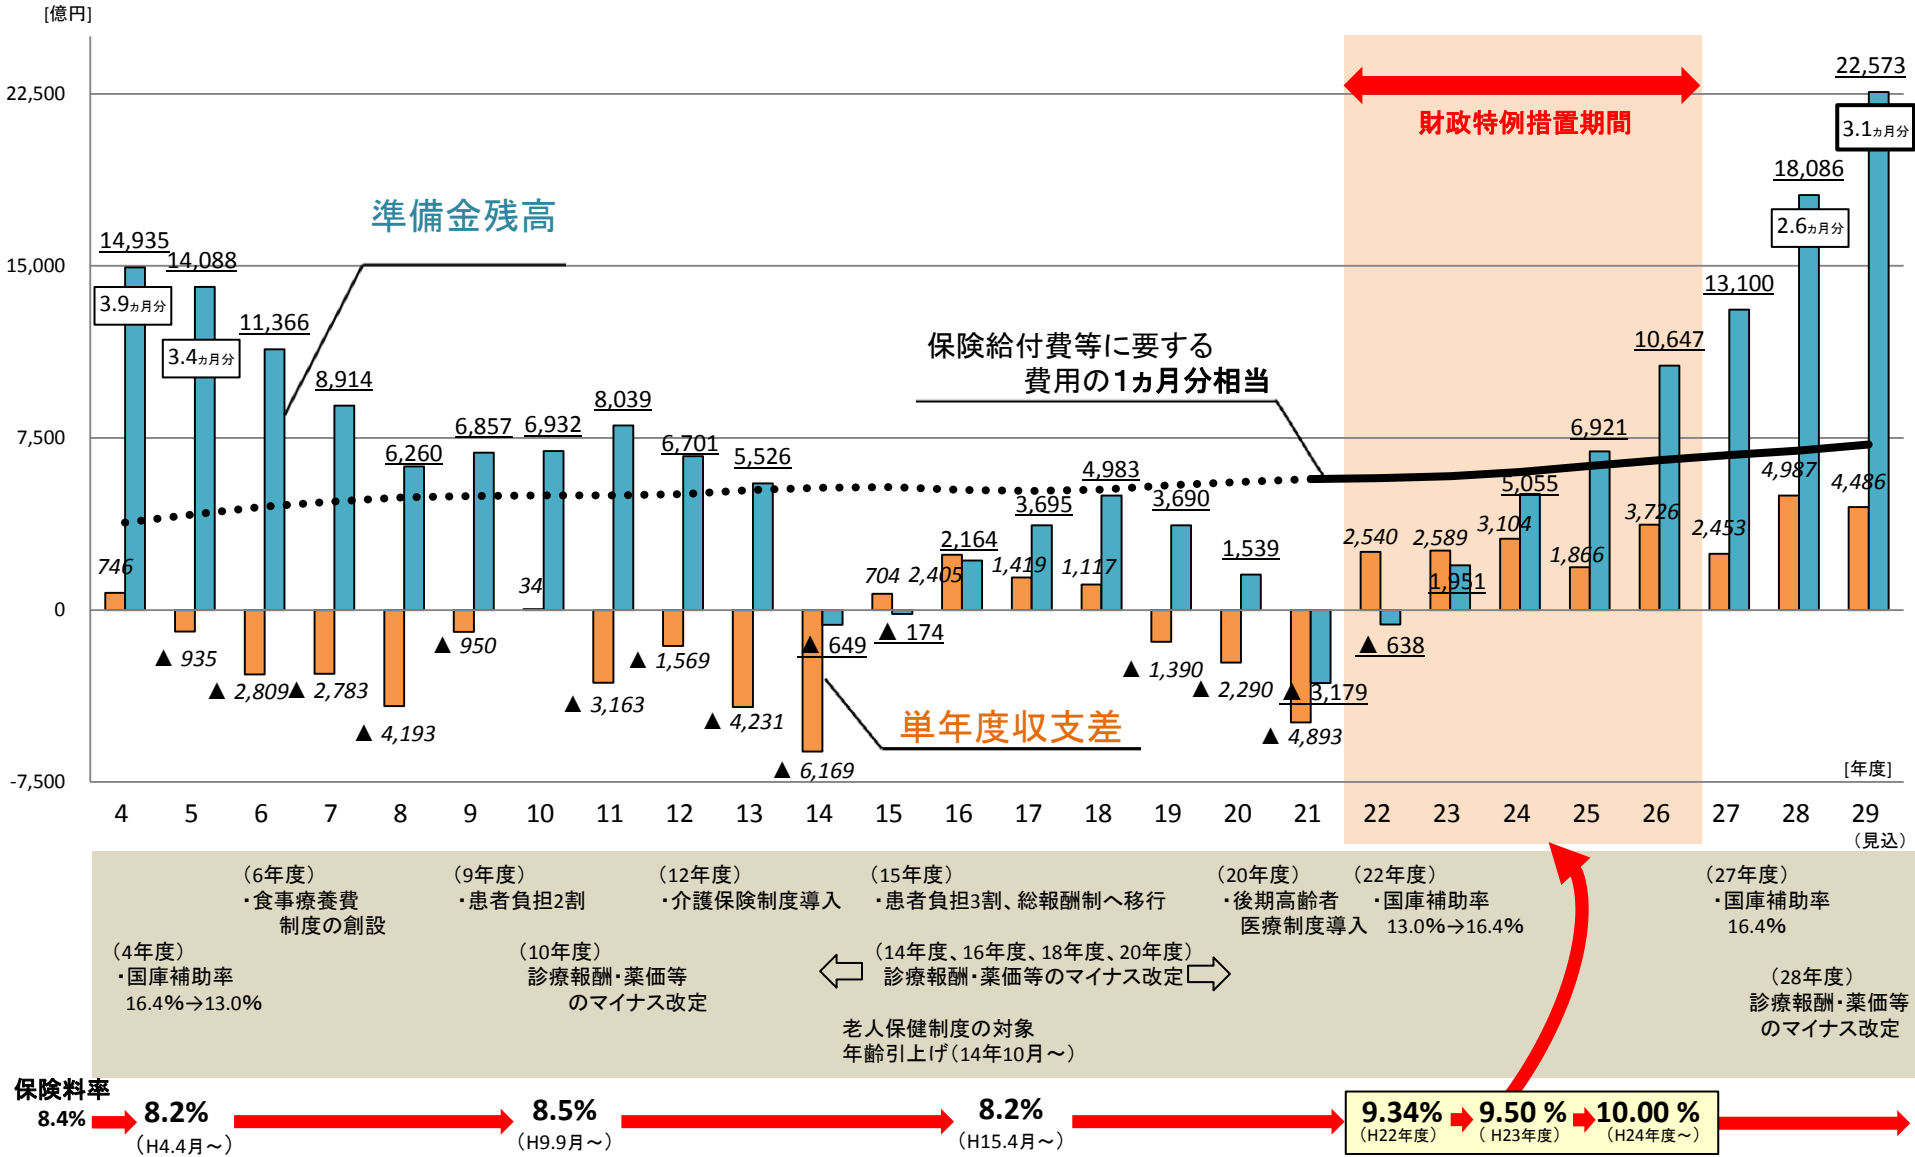 [億円]
22,500
15,000
7,500
0
-7,500
財政特例措置期間
準備金残高
保険給付費等に要する
費用の1ヵ月分相当
単年度収支差
14,935
3.9ヵ月分
14,088
3.4ヵ月分
11,366
8,914
6,260
6,857
6,932
8,039
6,701
5,526
▲ 649
▲ 174
2,164
3,695
4,983
3,690
1,539
▲ 3,179
▲ 638
1,951
5,055
6,921
10,647
13,100
18,086
2.6ヵ月分
22,573
3.1ヵ月分
746
▲ 935
▲ 2,809
▲ 2,783
▲ 4,193
▲ 950
34
▲ 3,163
▲ 1,569
▲ 4,231
▲ 6,169
704
2,405
1,419
1,117
▲ 1,390
▲ 2,290
▲ 4,893
2,540
2,589
3,104
1,866
3,726
2,453
4,987
4,486
[年度]
4 5 6 7 8 9 10 11 12 13 14 15 16 17 18 19 20 21 22 23 24 25 26 27 28 29
(見込)
(4年度)
・国庫補助率
16.4%→13.0%
(6年度)
・食事療養費
制度の創設
(9年度)
・患者負担2割
(10年度)
診療報酬・薬価等
のマイナス改定
(12年度)
・介護保険制度導入
(15年度)
・患者負担3割、総報酬制へ移行
(14年度、16年度、18年度、20年度)
診療報酬・薬価等のマイナス改定
老人保健制度の対象
年齢引上げ(14年10月~)
(20年度)
・後期高齢者
医療制度導入
(22年度)
・国庫補助率
13.0%→16.4%
(27年度)
・国庫補助率
16.4%
(28年度)
診療報酬・薬価等
のマイナス改定
保険料率
8.4%
8.2%
(H4.4月~)
8.5%
(H9.9月~)
8.2%
(H15.4月~)
9.34%
(H22年度)
9.50 %
( H23年度)
10.00 %
(H24年度~)